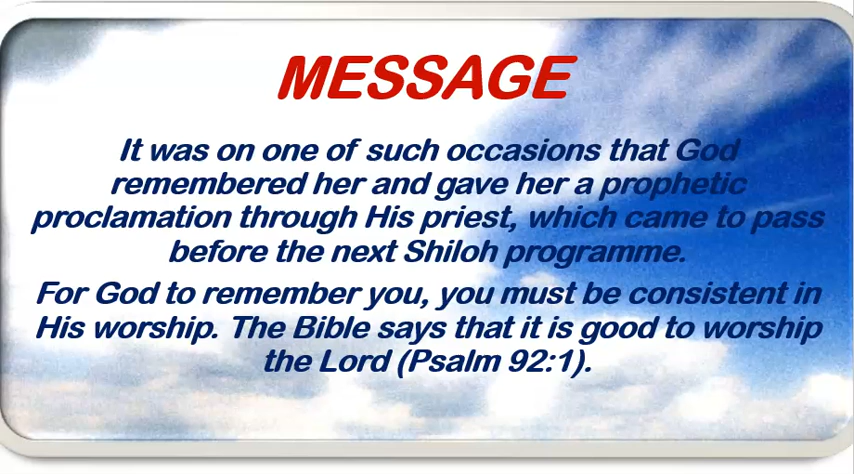 MESSAGE
It was on one of such occasions that God
remembered her and gave her a prophetic
proclamation through His priest, which came to pass
before the next Shiloh programme.
For God to remember you, you must be consistent in
His worship. The Bible says that it is good to worship
the Lord (Psalm 92:1).